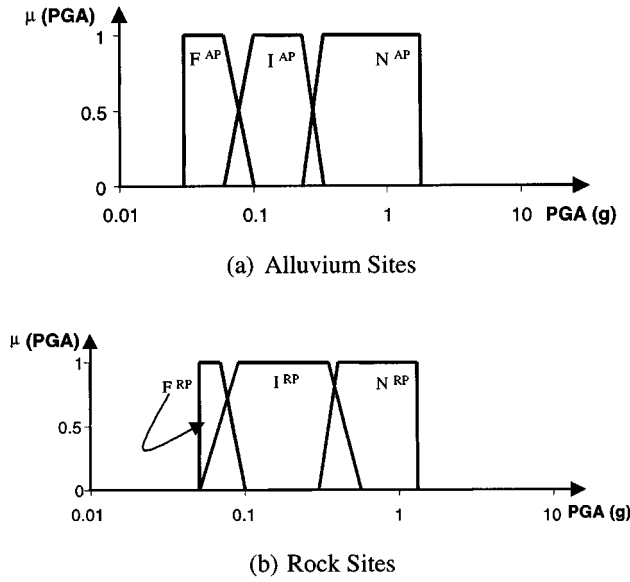 μ (PGA)
1
F AP
I AP
N AP
0.5
0
0.01
0.1
1
10
PGA (g)
(a) Alluvium Sites
μ (PGA)
1
F RP
I RP
N RP
0.5
0
0.01
0.1
1
10
PGA (g)
(b) Rock Sites